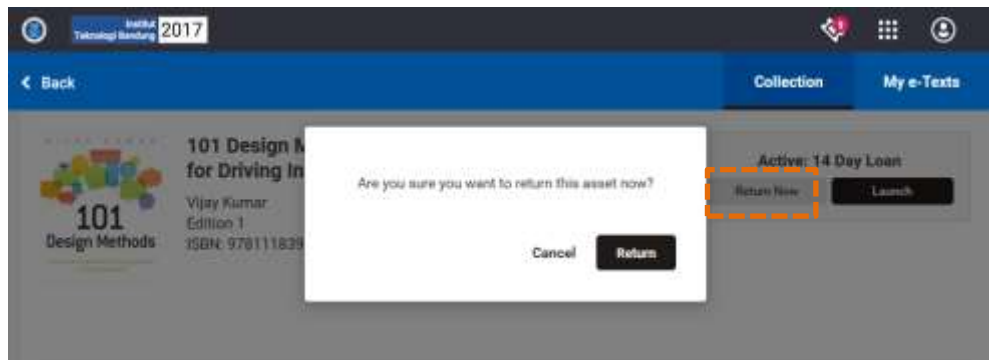 Institut
Teknologi Bandung 2017
Back
Collection
My e-Texts
101 Design M
for Driving In
Vijay Kumar
Edition 1
ISBN: 978111839
101
Design Methods
Are you sure you want to return this asset now?
Cancel
Return
Active: 14 Day Loan
Return Now
Launch